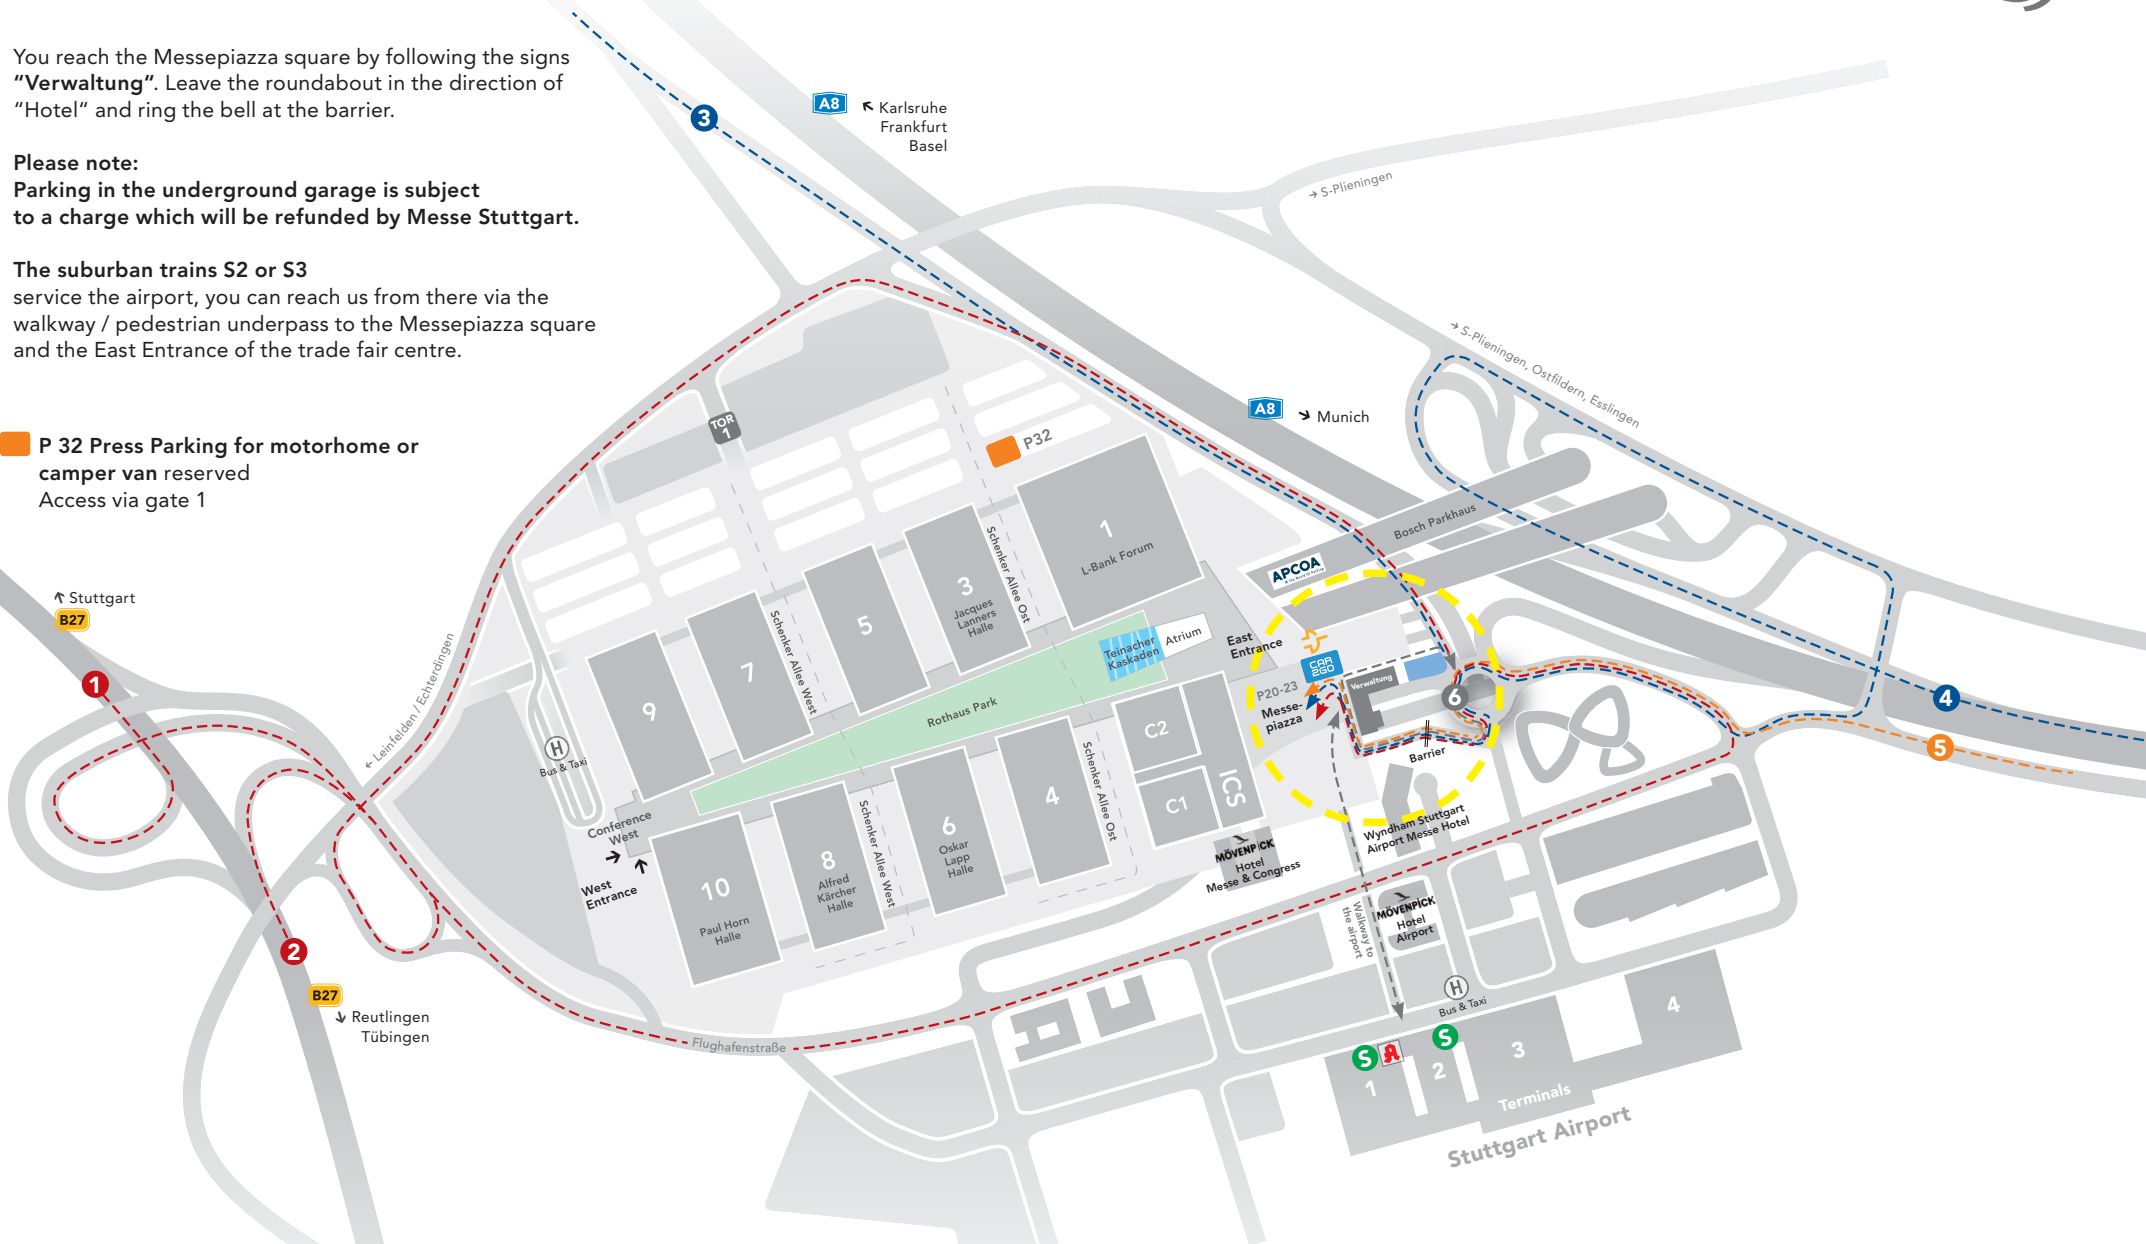 You reach the Messepiazza square by following the signs
“Verwaltung“. Leave the roundabout in the direction of
“Hotel“ and ring the bell at the barrier.
Please note:
Parking in the underground garage is subject
to a charge which will be refunded by Messe Stuttgart.
The suburban trains S2 or S3
service the airport, you can reach us from there via the
walkway / pedestrian underpass to the Messepiazza square
and the East Entrance of the trade fair centre.
P 32 Press Parking for motorhome or
camper van reserved
Access via gate 1
3
A8
Karlsruhe
Frankfurt
Basel
S-Plieningen
S-Plieningen, Ostfildern, Esslingen
A8
Munich
TOR
1
P32
Bosch Parkhaus
APCOA
1
L-Bank Forum
Schenker Allee Ost
3
Jacques
Lanners
Halle
5
Schenker Allee West
7
9
Stuttgart
B27
1
Leinfelden / Echterdingen
H
Bus & Taxi
Rothaus Park
Teinacher
Kaskaden
Atrium
East
Entrance
CAR
2GO
P20-23
Messe-
piazza
Verwaltung
6
Barrier
4
5
C2
C1
ICS
Schenker Allee Ost
4
6
Oskar
Lapp
Halle
Schenker Allee West
8
Alfred
Kärcher
Halle
10
Paul Horn
Halle
Conference
West
West
Entrance
MÖVENPICK
Hotel
Messe & Congress
Wyndham Stuttgart
Airport Messe Hotel
MÖVENPICK
Hotel
Airport
Walkway to
the airport
2
B27
Reutlingen
Tübingen
Flughafenstraße
H
Bus & Taxi
S
S
1
2
3
4
Terminals
Stuttgart Airport